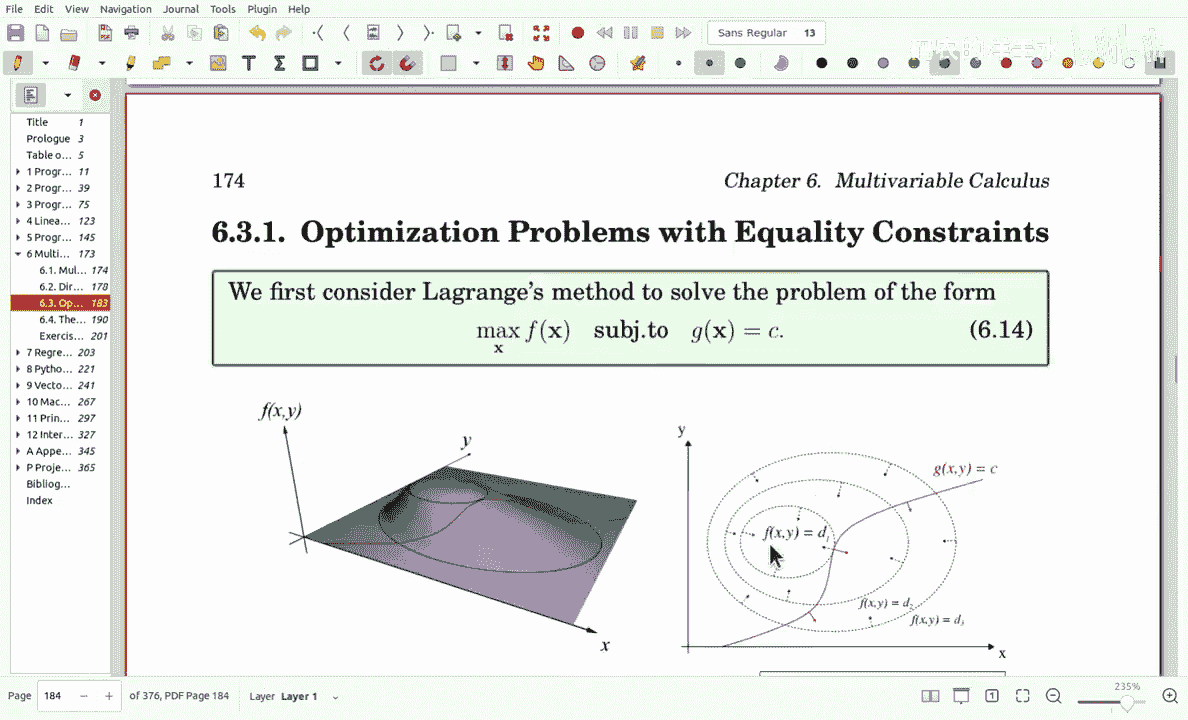 File Edit View Navigation Journal Tools Plugin Help
Sans Regular 13
Title 1
Prologue 3
Table o... 5
1 Progr... 11
2 Progr... 39
3 Progr... 75
4 Linea... 123
5 Progr... 145
6 Multi... 173
6.1. Mul... 174
6.2. Dir... 178
6.3. Op... 183
6.4. The... 190
Exercis... 201
7 Regre... 203
8 Pytho... 221
9 Vecto... 241
10 Mac... 267
11 Prin... 297
12 Inter... 327
A Appe... 345
P Proje... 365
Bibliog...
Index
174 Chapter 6. Multivariable Calculus
6.3.1. Optimization Problems with Equality Constraints
We first consider Lagrange's method to solve the problem of the form
max f(x) subj.to g(x) = c. (6.14)
x
f(x,y)
y
x
y
g(x,y) = c
f(x,y) = d₁
f(x,y) = d₂
f(x,y) = d₃
x
Page 184 − + of 376, PDF Page 184 Layer Layer 1 235%